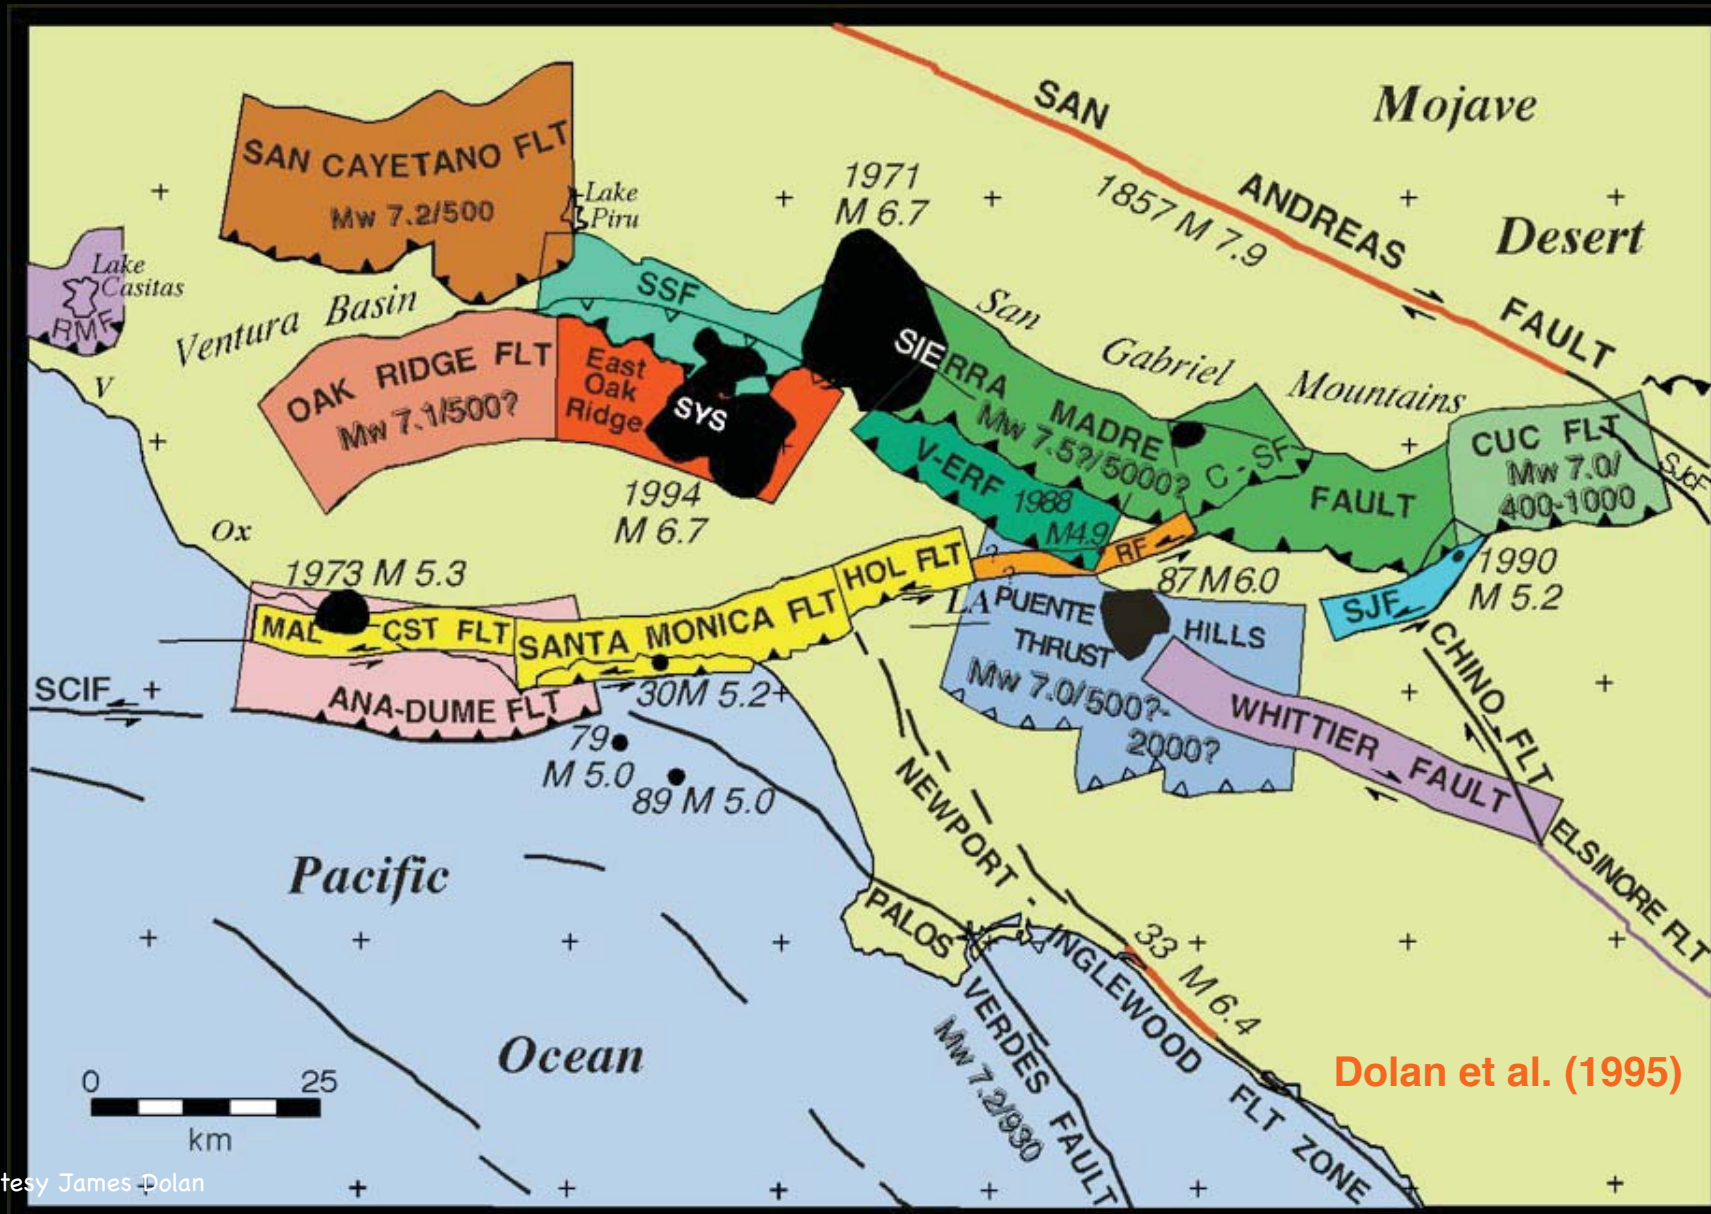 SAN
ANDREAS
FAULT
1857 M 7.9
Mojave
Desert
SAN CAYETANO FLT
Mw 7.2/500
Lake
Piru
1971
M 6.7
Lake
Casitas
RMF
Ventura Basin
SSF
San
Gabriel
Mountains
V
OAK RIDGE FLT
Mw 7.1/500?
East
Oak
Ridge
SYS
SIERRA
MADRE
FAULT
Mw 7.5?/5000?
C - SF
CUC FLT
Mw 7.0/
400-1000
SJcF
V-ERF
1988
M4.9
1994
M 6.7
Ox
1973 M 5.3
HOL FLT
RF
87 M 6.0
1990
M 5.2
SJF
MAL CST FLT
SANTA MONICA FLT
LA
PUENTE
HILLS
THRUST
Mw 7.0/500?-
2000?
SCIF
ANA-DUME FLT
30 M 5.2
WHITTIER FAULT
CHINO FLT
79
M 5.0
89 M 5.0
NEWPORT -
INGLEWOOD
FLT ZONE
ELSINORE FLT
Pacific
Ocean
PALOS
VERDES
FAULT
Mw 7.2/930
33 M 6.4
Dolan et al. (1995)
0 25
km
tesy James Dolan